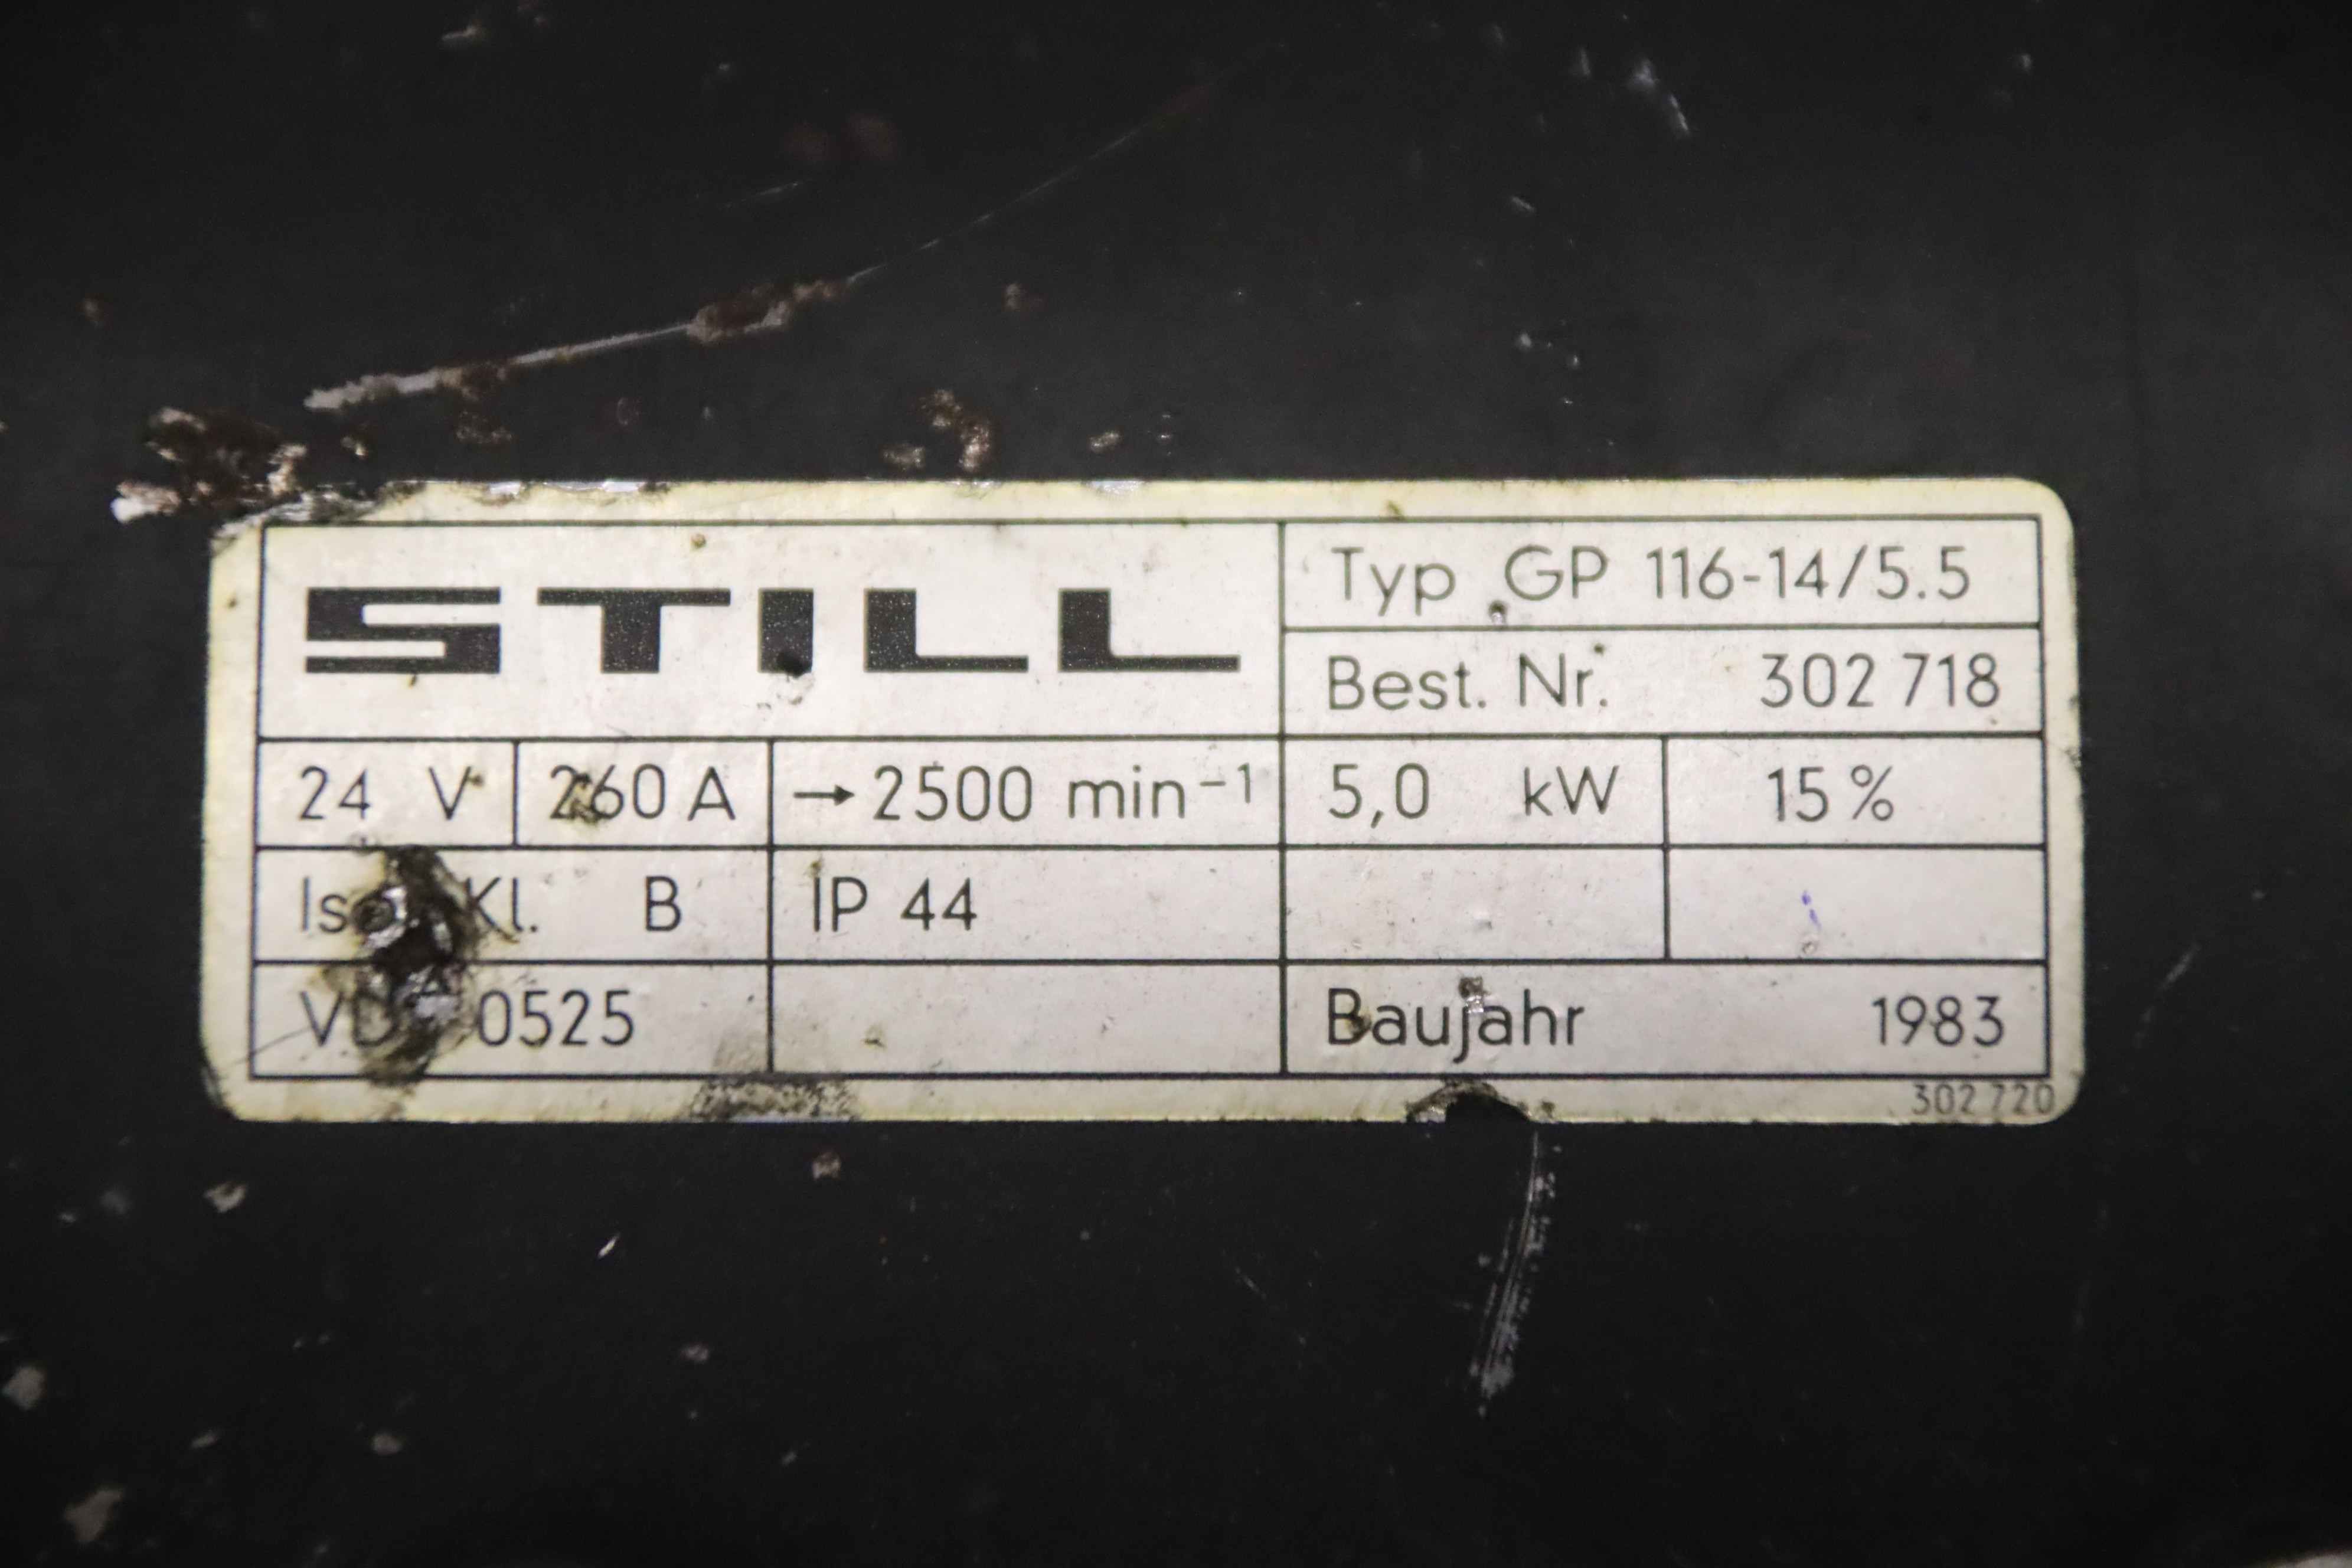 STILL
Typ GP 116-14/5.5
Best. Nr. 302 718
24 V 260 A → 2500 min⁻¹ 5,0 kW 15 %
Kl. B IP 44
0525 Baujahr 1983
302 720